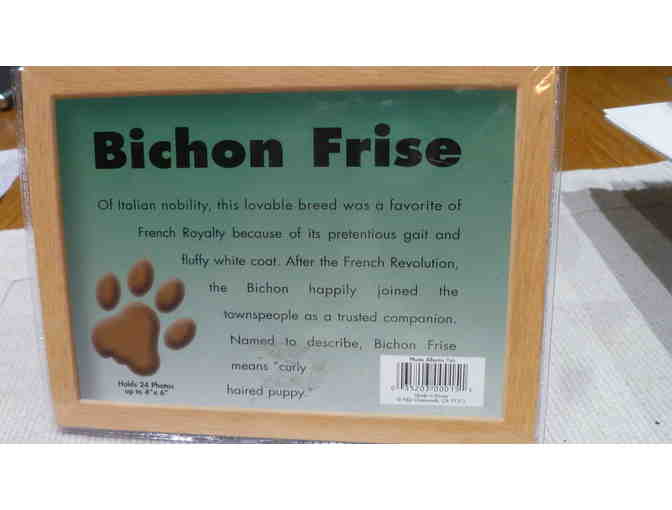 Bichon Frise
Of Italian nobility, this lovable breed was a favorite of
French Royalty because of its pretentious gait and
fluffy white coat. After the French Revolution,
the Bichon happily joined the
townspeople as a trusted companion.
Named to describe, Bichon Frise
means "curly
haired puppy."
Holds 24 Photos
up to 4"x 6"